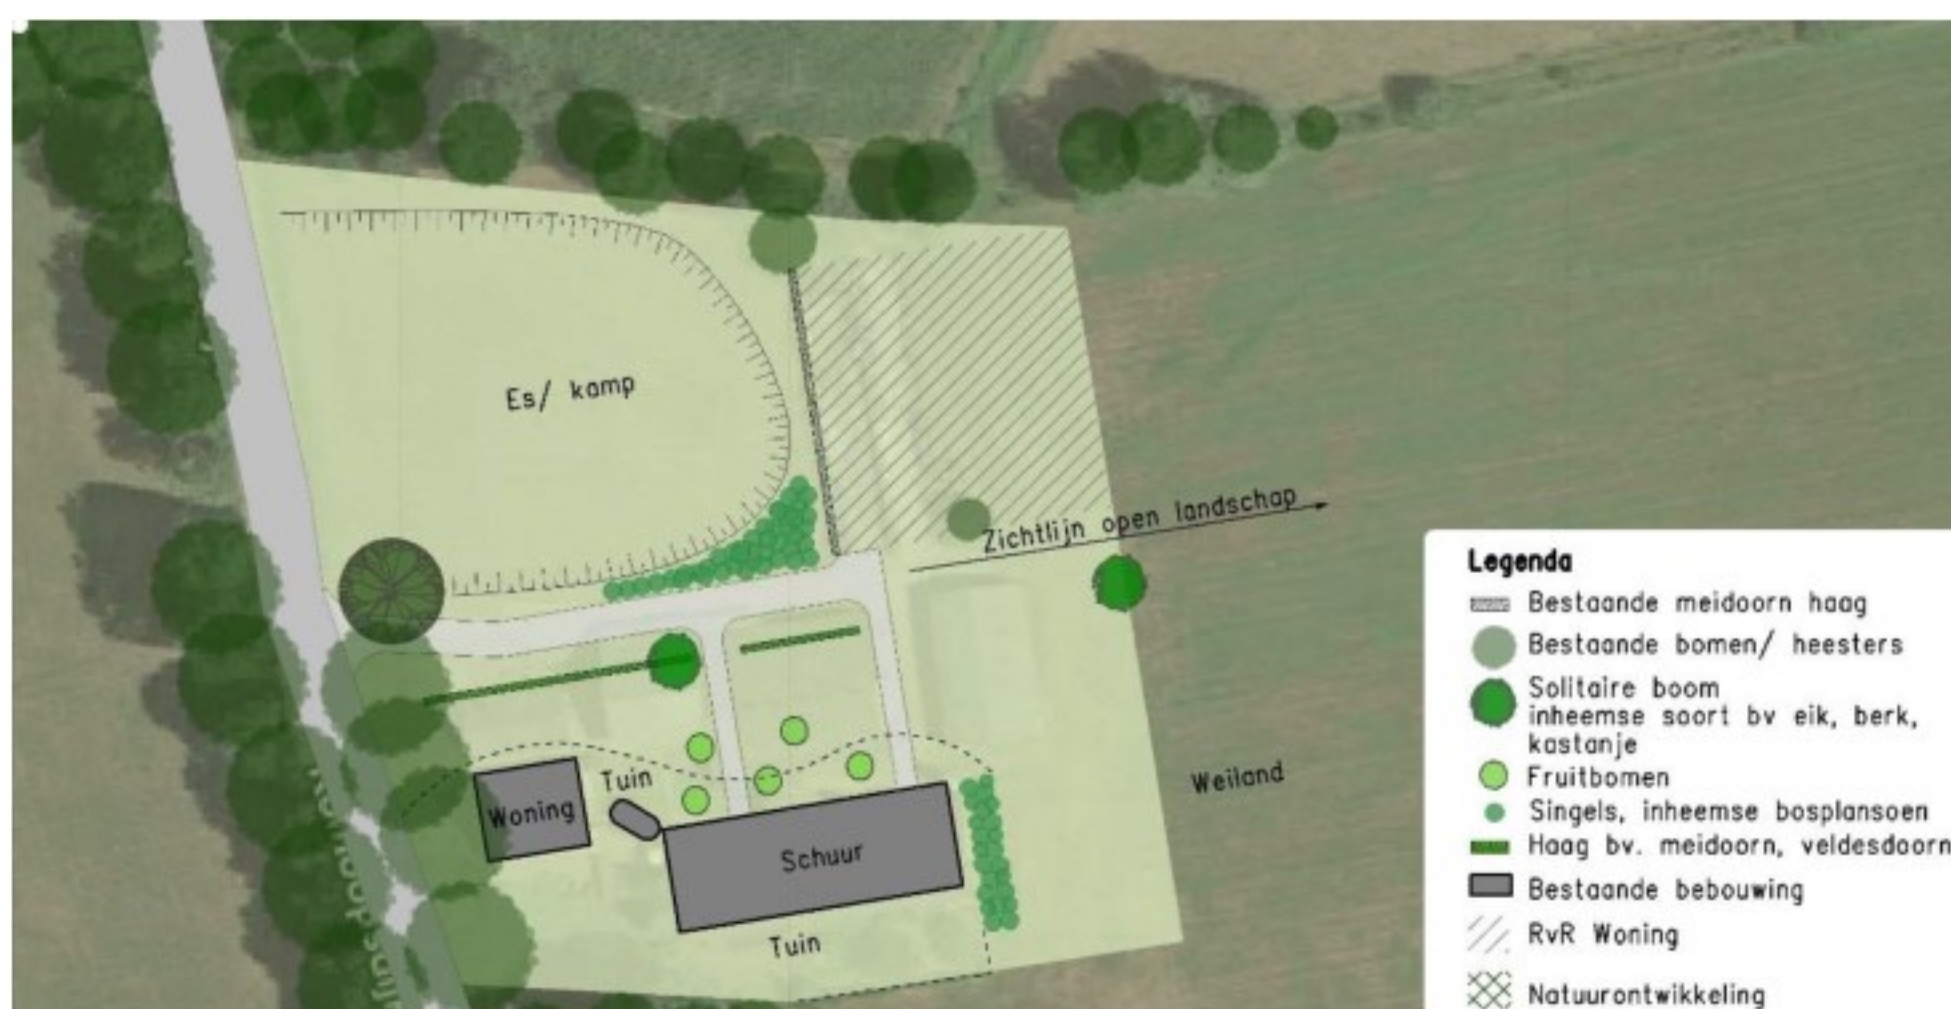 Es/ kamp
Zichtlijn open landschap
Woning
Tuin
Schuur
Tuin
Weiland
Legenda
Bestaande meidoorn haag
Bestaande bomen/ heesters
Solitaire boom
inheemse soort bv eik, berk,
kastanje
Fruitbomen
Singels, inheemse bosplansoen
Haag bv. meidoorn, veldesdoorn
Bestaande bebouwing
RvR Woning
Natuurontwikkeling